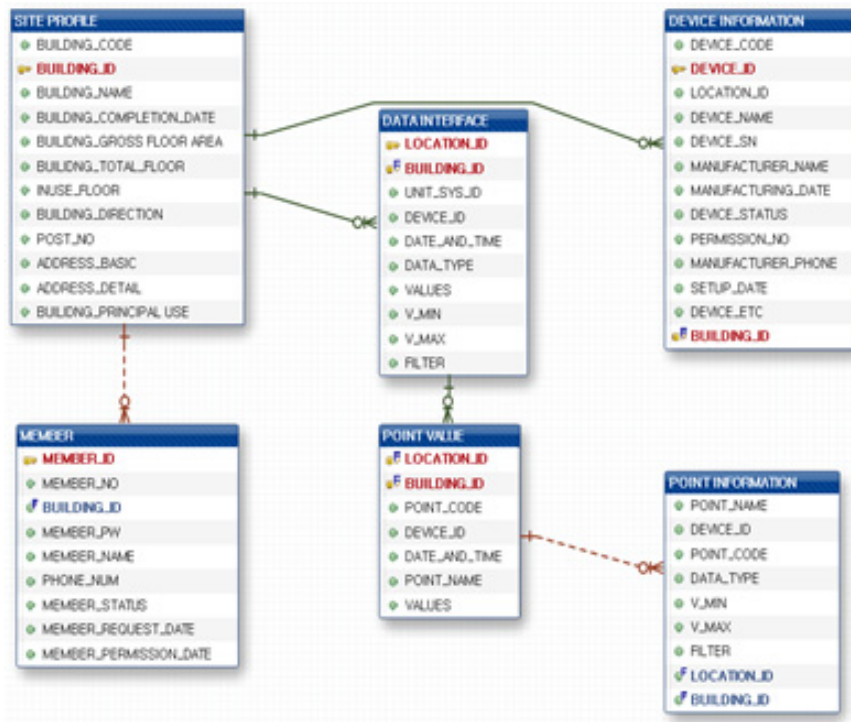 SITE PROFILE
BUILDING_CODE
BUILDING_ID
BUILDING_NAME
BUILDING_COMPLETION_DATE
BUILIDNG_GROSS FLOOR AREA
BUILIDNG_TOTAL_FLOOR
INUSE_FLOOR
BUILDING_DIRECTION
POST_NO
ADDRESS_BASIC
ADDRESS_DETAIL
BUILIDNG_PRINCIPAL USE
DATA INTERFACE
LOCATION_ID
BUILDING_ID
UNIT_SYS_ID
DEVICE_ID
DATE_AND_TIME
DATA_TYPE
VALUES
V_MIN
V_MAX
FILTER
DEVICE INFORMATION
DEVICE_CODE
DEVICE_ID
LOCATION_ID
DEVICE_NAME
DEVICE_SN
MANUFACTURER_NAME
MANUFACTURING_DATE
DEVICE_STATUS
PERMISSION_NO
MANUFACTURER_PHONE
SETUP_DATE
DEVICE_ETC
BUILDING_ID
MEMBER
MEMBER_ID
MEMBER_NO
BUILDING_ID
MEMBER_PW
MEMBER_NAME
PHONE_NUM
MEMBER_STATUS
MEMBER_REQUEST_DATE
MEMBER_PERMISSION_DATE
POINT VALUE
LOCATION_ID
BUILDING_ID
POINT_CODE
DEVICE_ID
DATE_AND_TIME
POINT_NAME
VALUES
POINT INFORMATION
POINT_NAME
DEVICE_ID
POINT_CODE
DATA_TYPE
V_MIN
V_MAX
FILTER
LOCATION_ID
BUILDING_ID